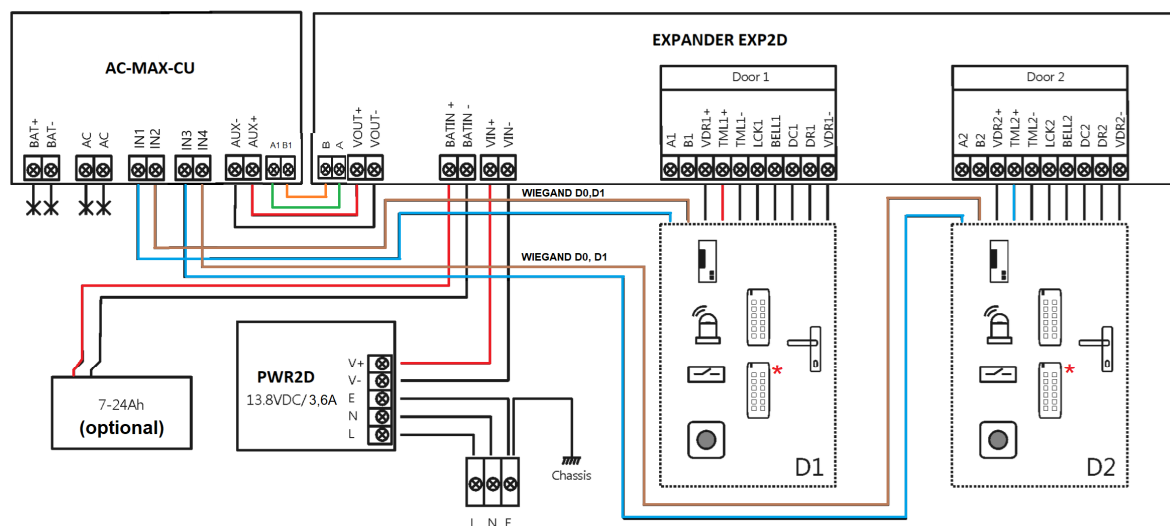 EXPANDER EXP2D
AC-MAX-CU
Door 1
Door 2
BAT+
BAT-
AC
AC
IN1
IN2
IN3
IN4
AUX-
AUX+
A1
B1
B
A
VOUT+
VOUT-
BATIN +
BATIN -
VIN+
VIN-
A1
B1
VDR1+
TML1+
TML1-
LCK1
BELL1
DC1
DR1
VDR1-
A2
B2
VDR2+
TML2+
TML2-
LCK2
BELL2
DC2
DR2
VDR2-
WIEGAND D0,D1
WIEGAND D0, D1
PWR2D
13.8VDC/ 3,6A
V+
V-
E
N
L
7-24Ah
(optional)
Chassis
*
*
D1
D2
L N E